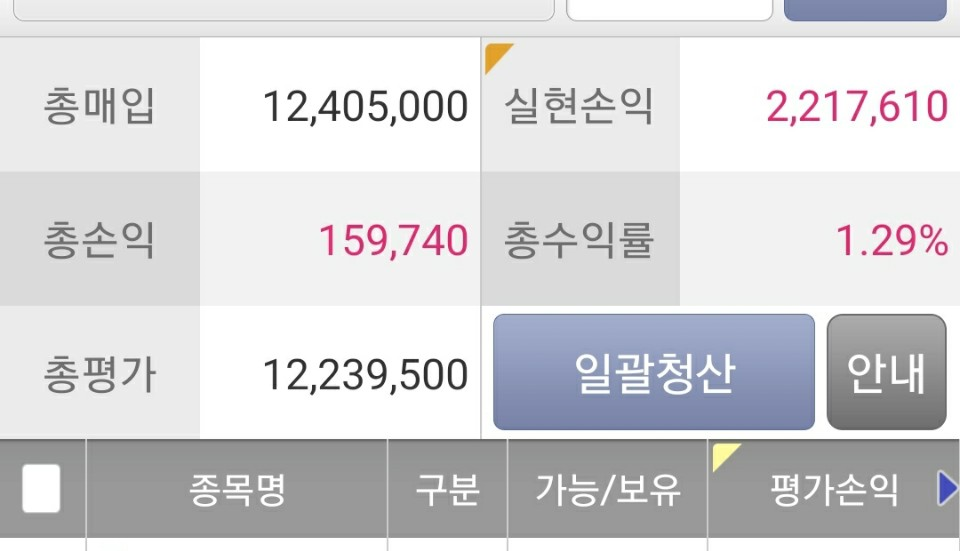 총매입 12,405,000 실현손익 2,217,610
총손익 159,740 총수익률 1.29%
총평가 12,239,500 일괄청산 안내
종목명 구분 가능/보유 평가손익